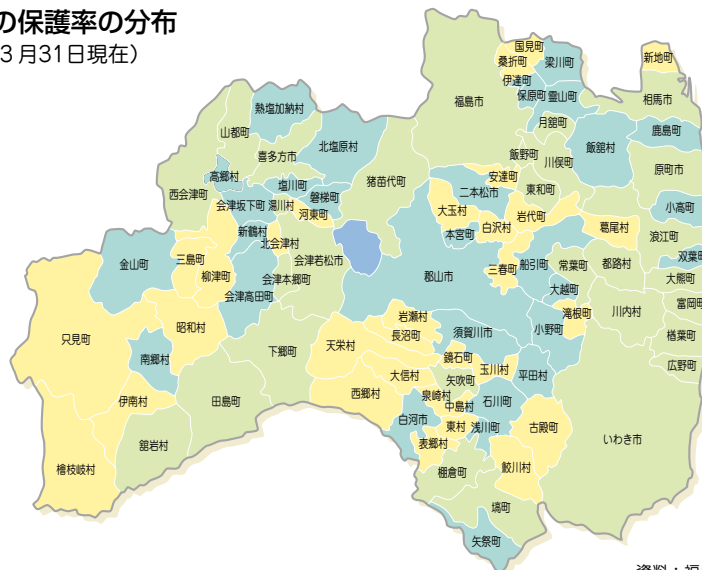 の保護率の分布
３月31日現在）
国見町
桑折町
梁川町
新地町
伊達町
保原町
霊山町
相馬市
福島市
熱塩加納村
月舘町
鹿島町
山都町
北塩原村
飯舘村
喜多方市
飯野町
川俣町
原町市
高郷村
猪苗代町
安達町
西会津町
塩川町
磐梯町
二本松市
東和町
会津坂下町
湯川村
河東町
大玉村
岩代町
小高町
新鶴村
本宮町
白沢村
葛尾村
浪江町
北会津村
双葉町
金山町
三島町
会津若松市
三春町
船引町
常葉町
都路村
柳津町
会津本郷町
郡山市
大熊町
会津高田町
大越町
富岡町
岩瀬村
滝根町
川内村
昭和村
須賀川市
小野町
只見町
長沼町
楢葉町
下郷町
天栄村
南郷村
鏡石町
広野町
大信村
玉川村
平田村
矢吹町
西郷村
伊南村
田島町
泉崎村
中島村
石川町
白河市
東村
浅川町
古殿町
舘岩村
表郷村
いわき市
檜枝岐村
棚倉町
鮫川村
塙町
矢祭町